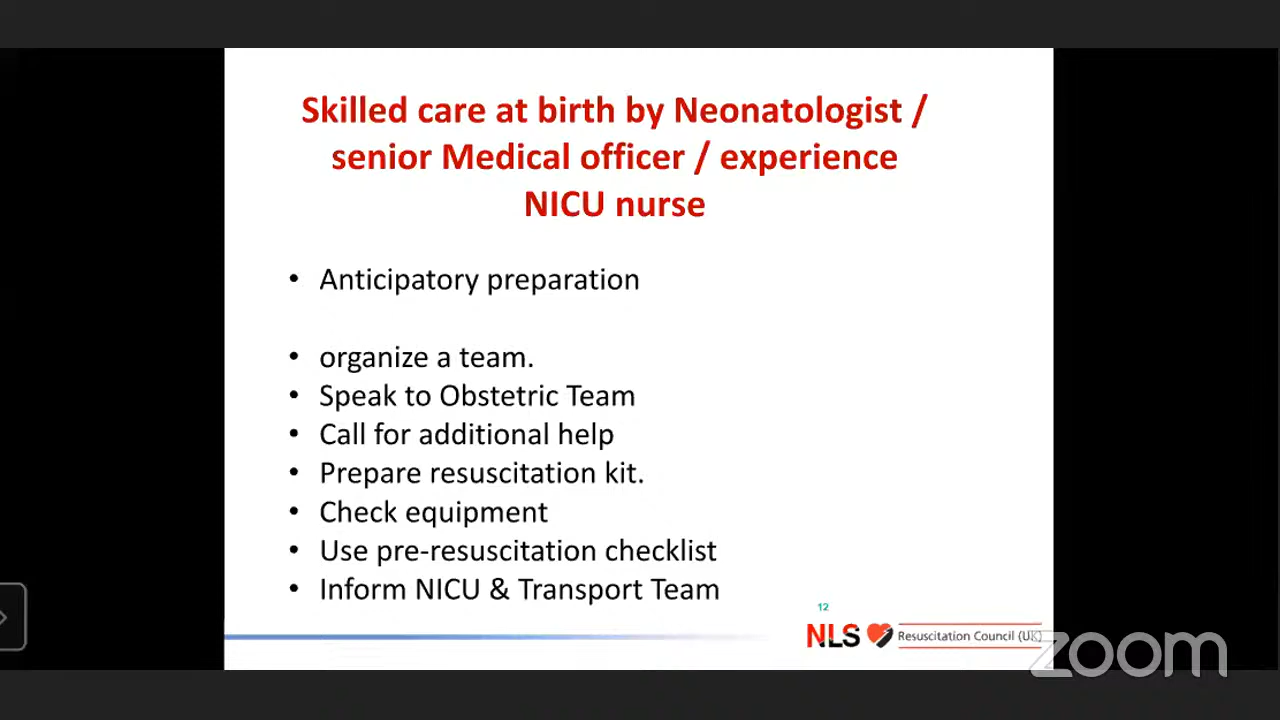 Skilled care at birth by Neonatologist /
senior Medical officer / experience
NICU nurse
• Anticipatory preparation
• organize a team.
• Speak to Obstetric Team
• Call for additional help
• Prepare resuscitation kit.
• Check equipment
• Use pre-resuscitation checklist
• Inform NICU & Transport Team
12
NLS Resuscitation Council (UK)
zoom